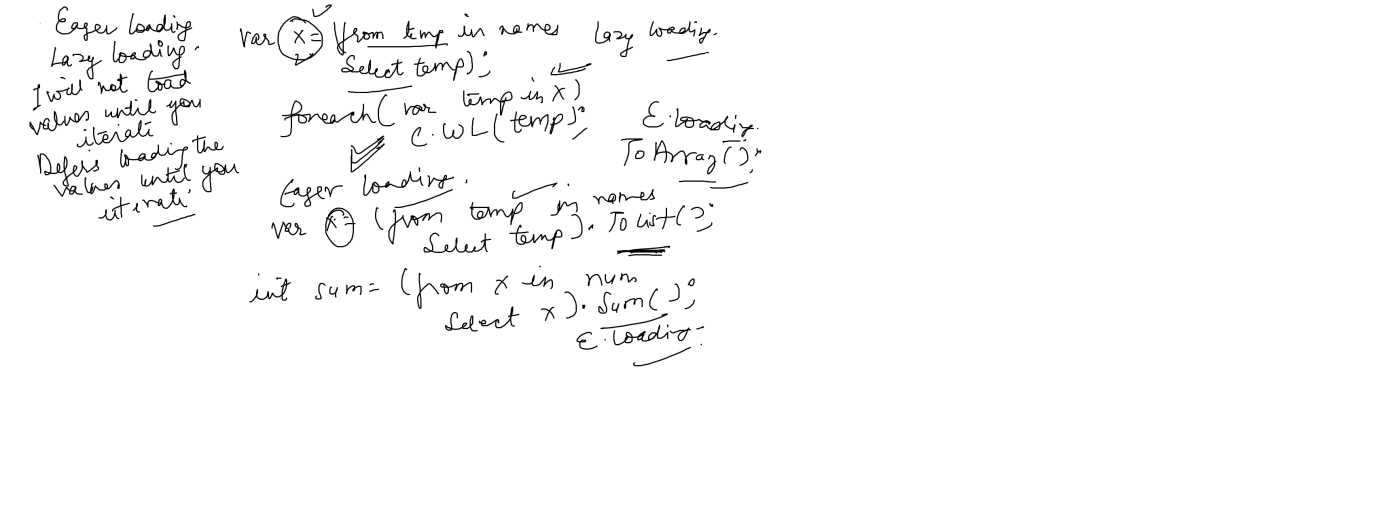 Eager loading
Lazy loading.
I will not load
values until you
iterate
Defers loading the
values until you
iterate
var x = (from temp in names
Select temp);
Lazy loading.
foreach( var temp in x)
C.WL(temp);
E.loading.
ToArray();
Eager loading.
var x = (from temp in names
Select temp). ToList();
int sum = (from x in num
Select x). Sum();
E.loading